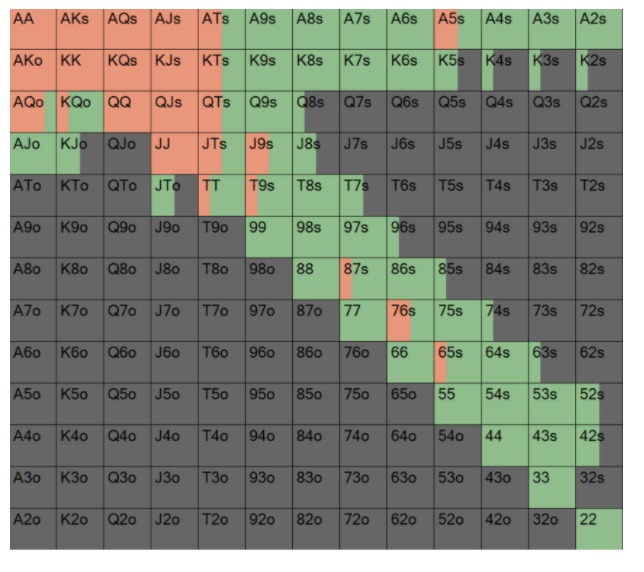 AA AKs AQs AJs ATs A9s A8s A7s A6s A5s A4s A3s A2s
AKo KK KQs KJs KTs K9s K8s K7s K6s K5s K4s K3s K2s
AQo KQo QQ QJs QTs Q9s Q8s Q7s Q6s Q5s Q4s Q3s Q2s
AJo KJo QJo JJ JTs J9s J8s J7s J6s J5s J4s J3s J2s
ATo KTo QTo JTo TT T9s T8s T7s T6s T5s T4s T3s T2s
A9o K9o Q9o J9o T9o 99 98s 97s 96s 95s 94s 93s 92s
A8o K8o Q8o J8o T8o 98o 88 87s 86s 85s 84s 83s 82s
A7o K7o Q7o J7o T7o 97o 87o 77 76s 75s 74s 73s 72s
A6o K6o Q6o J6o T6o 96o 86o 76o 66 65s 64s 63s 62s
A5o K5o Q5o J5o T5o 95o 85o 75o 65o 55 54s 53s 52s
A4o K4o Q4o J4o T4o 94o 84o 74o 64o 54o 44 43s 42s
A3o K3o Q3o J3o T3o 93o 83o 73o 63o 53o 43o 33 32s
A2o K2o Q2o J2o T2o 92o 82o 72o 62o 52o 42o 32o 22